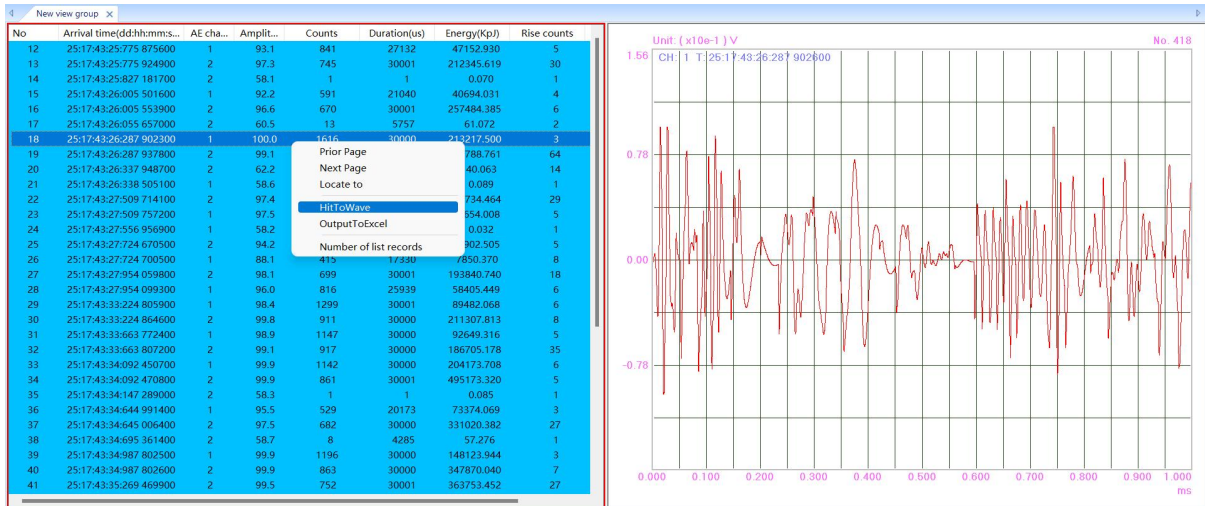 New view group ×
No Arrival time(dd:hh:mm:s... AE cha... Amplit... Counts Duration(us) Energy(KpJ) Rise counts
12 25:17:43:25:775 875600 1 93.1 841 27132 47152.930 5
13 25:17:43:25:775 924900 2 97.3 745 30001 212345.619 30
14 25:17:43:25:827 181700 2 58.1 1 1 0.070 1
15 25:17:43:26:005 501600 1 92.2 591 21040 40694.031 4
16 25:17:43:26:005 553900 2 96.6 670 30001 257484.385 6
17 25:17:43:26:055 657000 2 60.5 13 5757 61.072 2
18 25:17:43:26:287 902300 1 100.0 1616 30000 213217.500 3
19 25:17:43:26:287 937800 2 99.1 788.761 64
20 25:17:43:26:337 948700 2 62.2 40.063 14
21 25:17:43:26:338 505100 1 58.6 0.089 1
22 25:17:43:27:509 714100 2 97.4 734.464 29
23 25:17:43:27:509 757200 1 97.5 554.008 5
24 25:17:43:27:556 956900 1 58.2 0.032 1
25 25:17:43:27:724 670500 2 94.2 902.505 5
26 25:17:43:27:724 700500 1 88.1 415 17330 7850.370 8
27 25:17:43:27:954 059800 2 98.1 699 30001 193840.740 18
28 25:17:43:27:954 099300 2 96.0 816 25939 58405.449 6
29 25:17:43:33:224 805900 1 98.4 1299 30001 89482.068 6
30 25:17:43:33:224 864600 2 99.8 911 30000 211307.813 8
31 25:17:43:33:663 772400 1 98.9 1147 30000 92649.316 5
32 25:17:43:33:663 807200 2 99.1 917 30000 186705.178 35
33 25:17:43:34:092 450700 1 99.9 1142 30000 204173.708 6
34 25:17:43:34:092 470800 2 99.9 861 30001 495173.320 5
35 25:17:43:34:147 289000 2 58.3 1 1 0.085 1
36 25:17:43:34:644 991400 1 95.5 529 20173 73374.069 3
37 25:17:43:34:645 006400 2 97.5 682 30000 331020.382 27
38 25:17:43:34:695 361400 2 58.7 8 4285 57.276 1
39 25:17:43:34:987 802500 1 99.9 1196 30000 148123.944 3
40 25:17:43:34:987 802600 2 99.9 863 30000 347870.040 7
41 25:17:43:35:269 469900 2 99.5 752 30001 363753.452 27
Prior Page
Next Page
Locate to
HitToWave
OutputToExcel
Number of list records
Unit: ( x10e-1 ) V No. 418
CH: 1 T: 25:17:43:26:287 902600
1.56
0.78
0.00
-0.78
0.000 0.100 0.200 0.300 0.400 0.500 0.600 0.700 0.800 0.900 1.000
ms